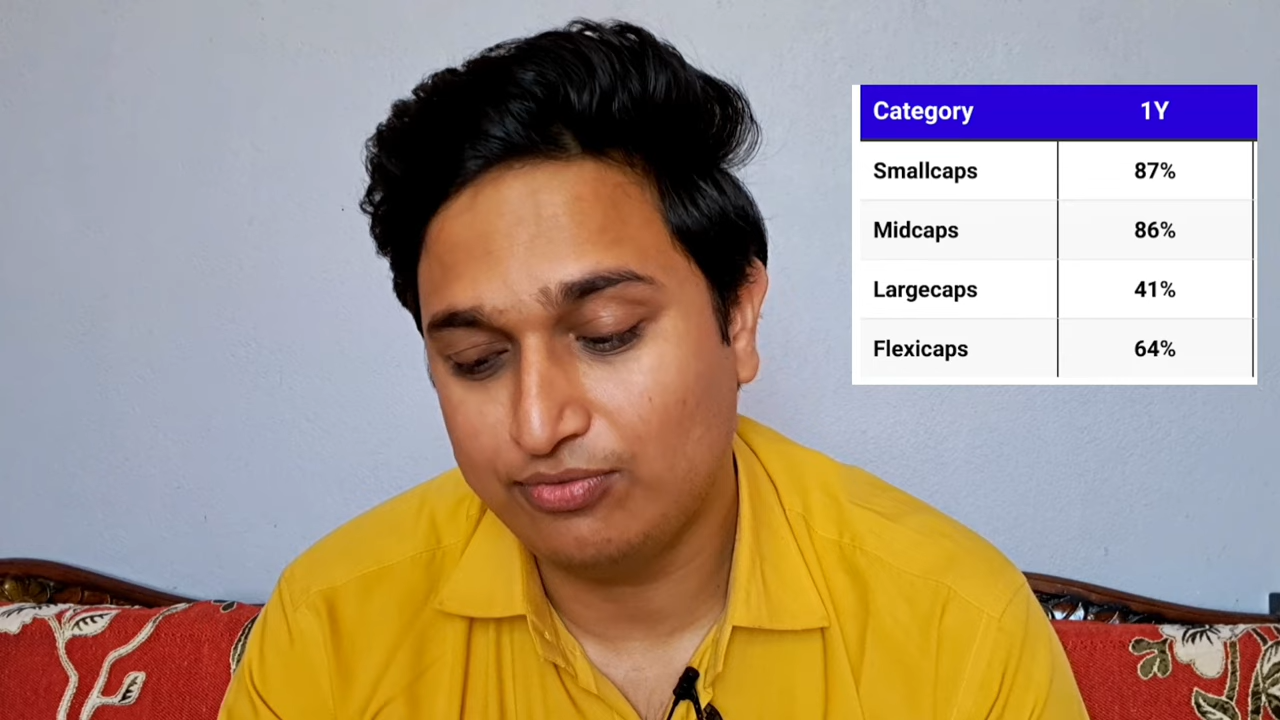 Category 1Y
Smallcaps 87%
Midcaps 86%
Largecaps 41%
Flexicaps 64%